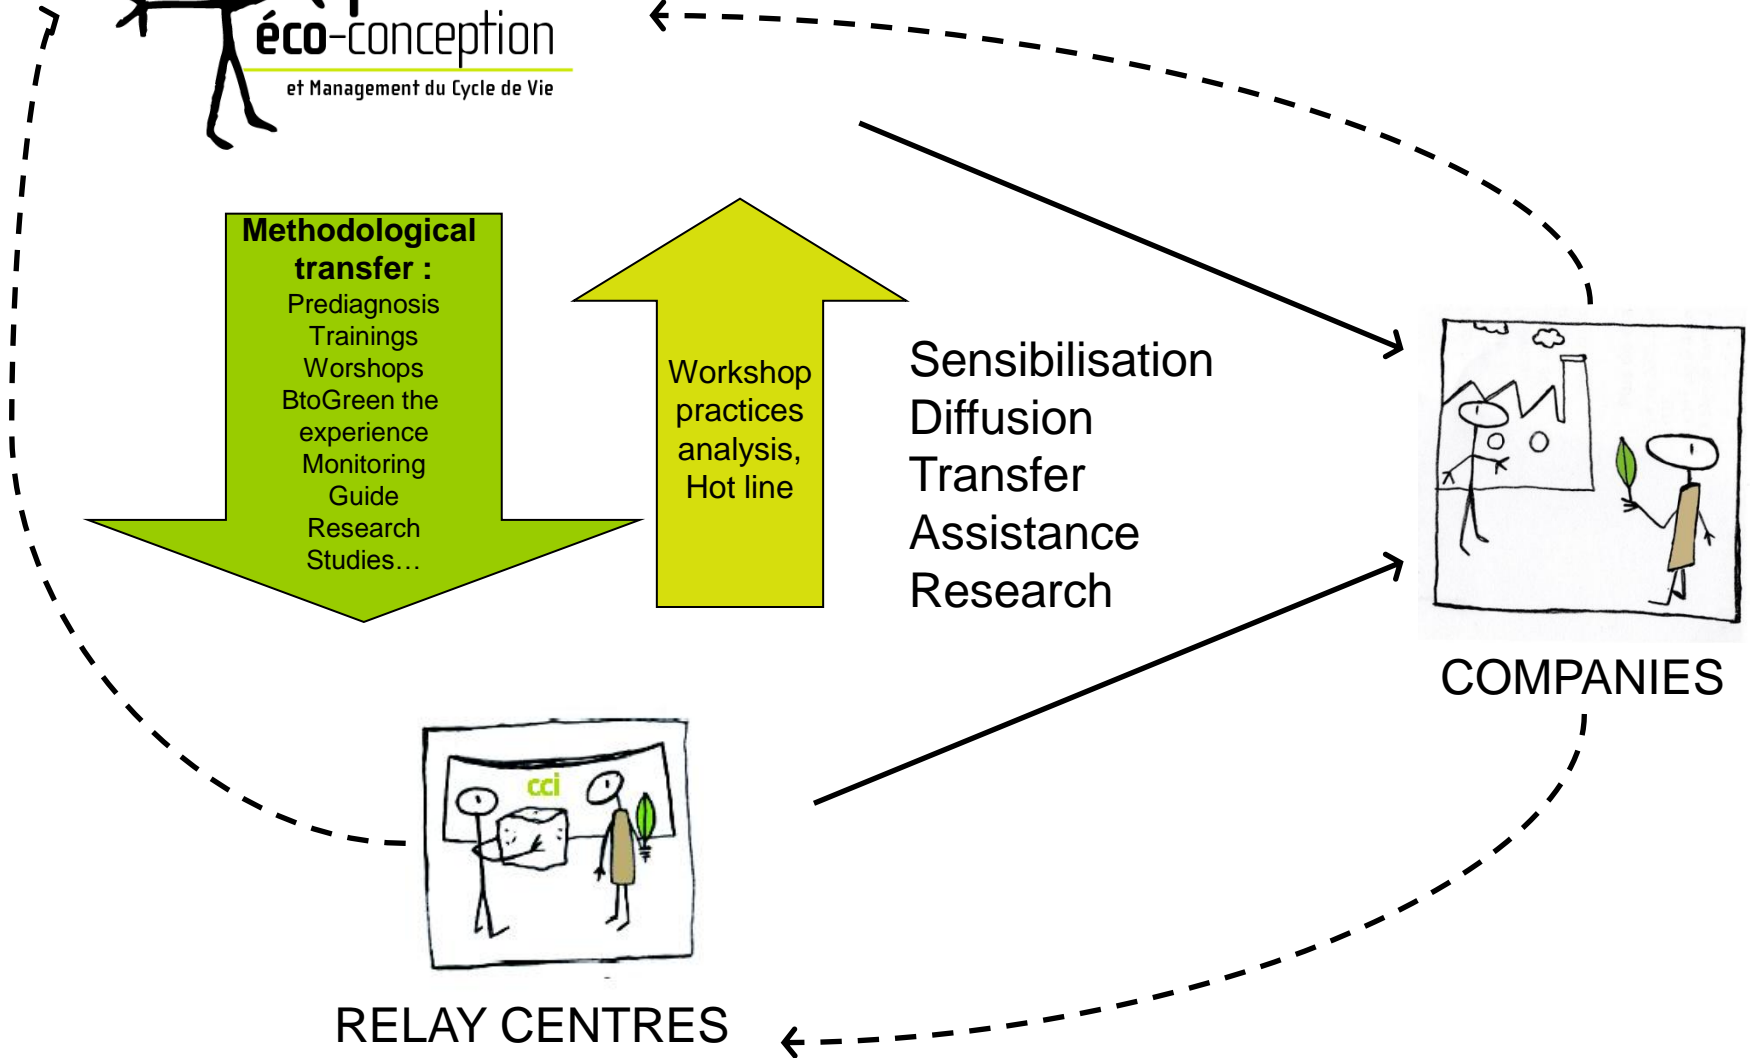 éco-conception
et Management du Cycle de Vie
Methodological
transfer :
Prediagnosis
Trainings
Worshops
BtoGreen the
experience
Monitoring
Guide
Research
Studies…
Workshop
practices
analysis,
Hot line
Sensibilisation
Diffusion
Transfer
Assistance
Research
COMPANIES
cci
RELAY CENTRES